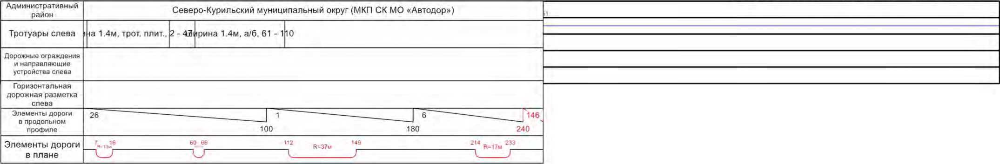 Административный
район
Северо-Курильский муниципальный округ (МКП СК МО «Автодор»)
Тротуары слева
на 1.4м, трот. плит., 2 - 47
ширина 1.4м, а/б, 61 - 110
Дорожные ограждения
и направляющие
устройства слева
Горизонтальная
дорожная разметка
слева
Элементы дороги
в продольном
профиле
26
1
6
146
100
180
240
Элементы дороги
в плане
7
16
60
66
112
149
214
233
R=13м
R=37м
R=17м